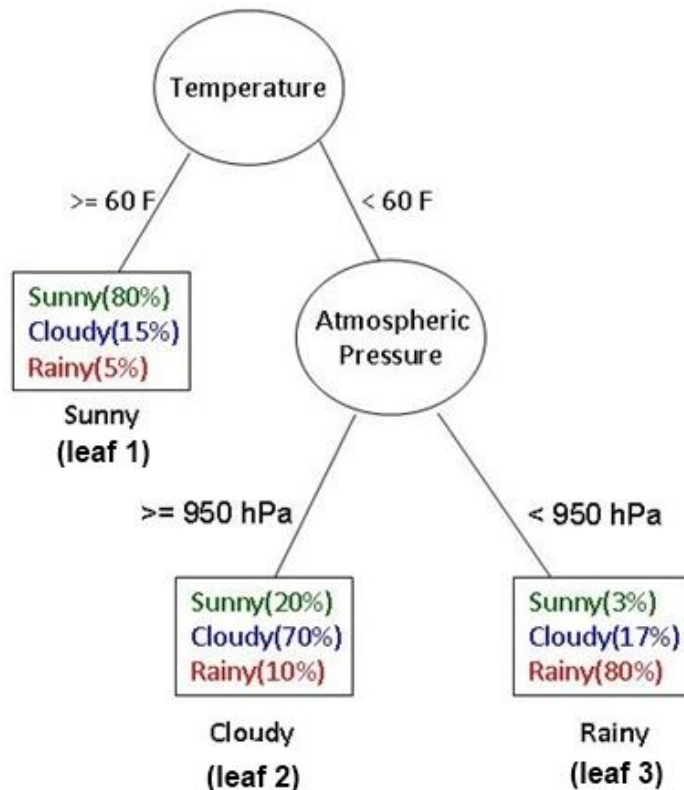 Temperature
>= 60 F
< 60 F
Sunny(80%)
Cloudy(15%)
Rainy(5%)
Sunny
(leaf 1)
Atmospheric
Pressure
>= 950 hPa
< 950 hPa
Sunny(20%)
Cloudy(70%)
Rainy(10%)
Cloudy
(leaf 2)
Sunny(3%)
Cloudy(17%)
Rainy(80%)
Rainy
(leaf 3)